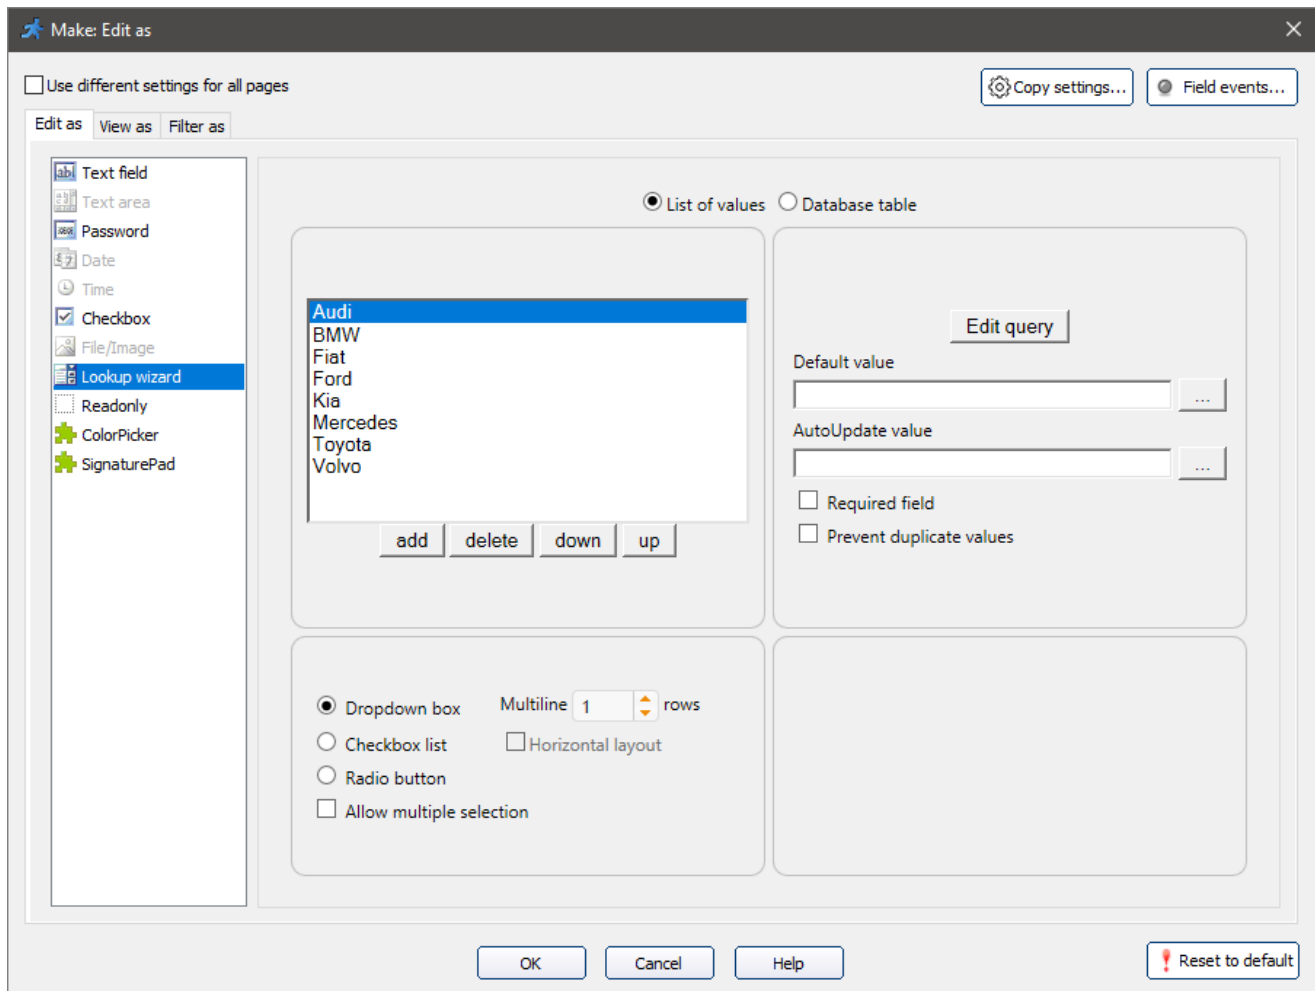 Make: Edit as
Use different settings for all pages
Copy settings...
Field events...
Edit as
View as
Filter as
Text field
Text area
Password
Date
Time
Checkbox
File/Image
Lookup wizard
Readonly
ColorPicker
SignaturePad
List of values
Database table
Audi
BMW
Fiat
Ford
Kia
Mercedes
Toyota
Volvo
add
delete
down
up
Edit query
Default value
...
AutoUpdate value
...
Required field
Prevent duplicate values
Dropdown box
Multiline 1 rows
Checkbox list
Horizontal layout
Radio button
Allow multiple selection
OK
Cancel
Help
Reset to default